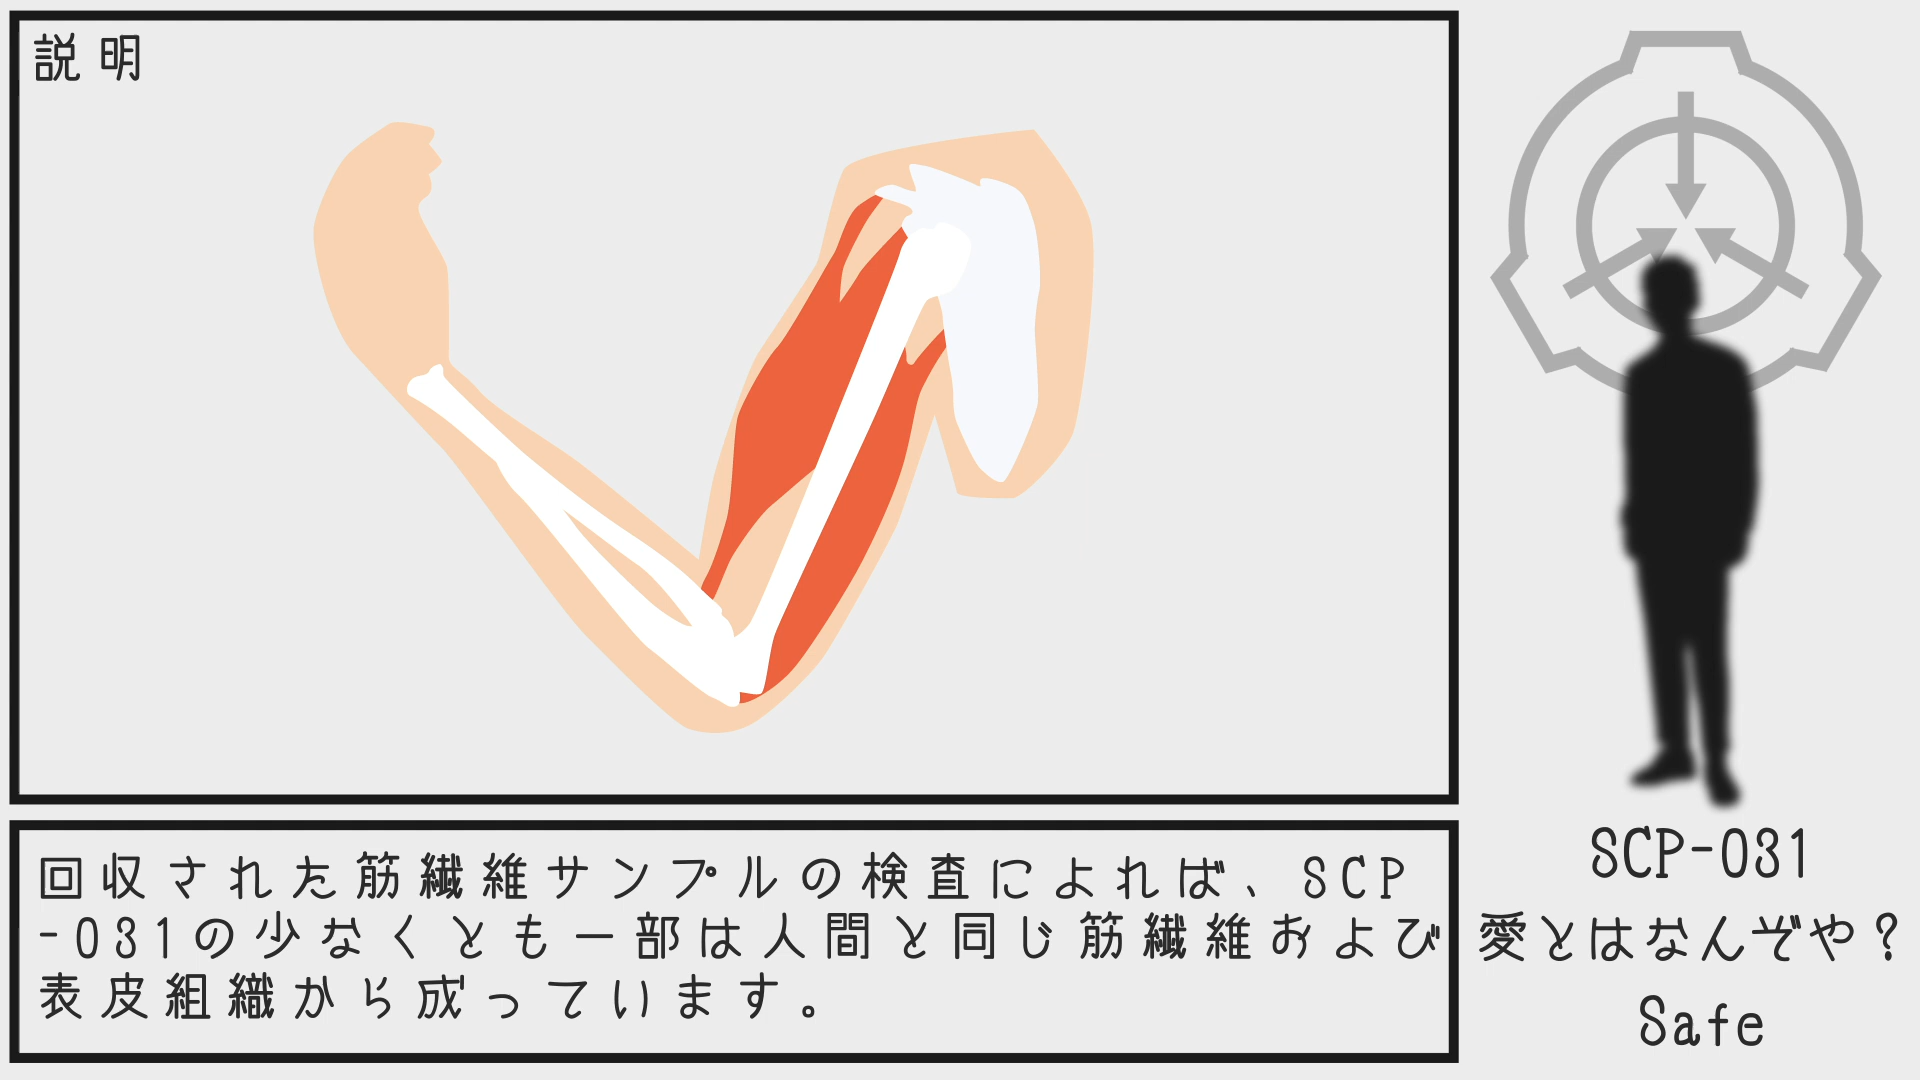 説明
回収された筋繊維サンプルの検査によれば、SCP
-031の少なくとも一部は人間と同じ筋繊維および
表皮組織から成っています。
SCP-031
愛とはなんぞや？
Safe